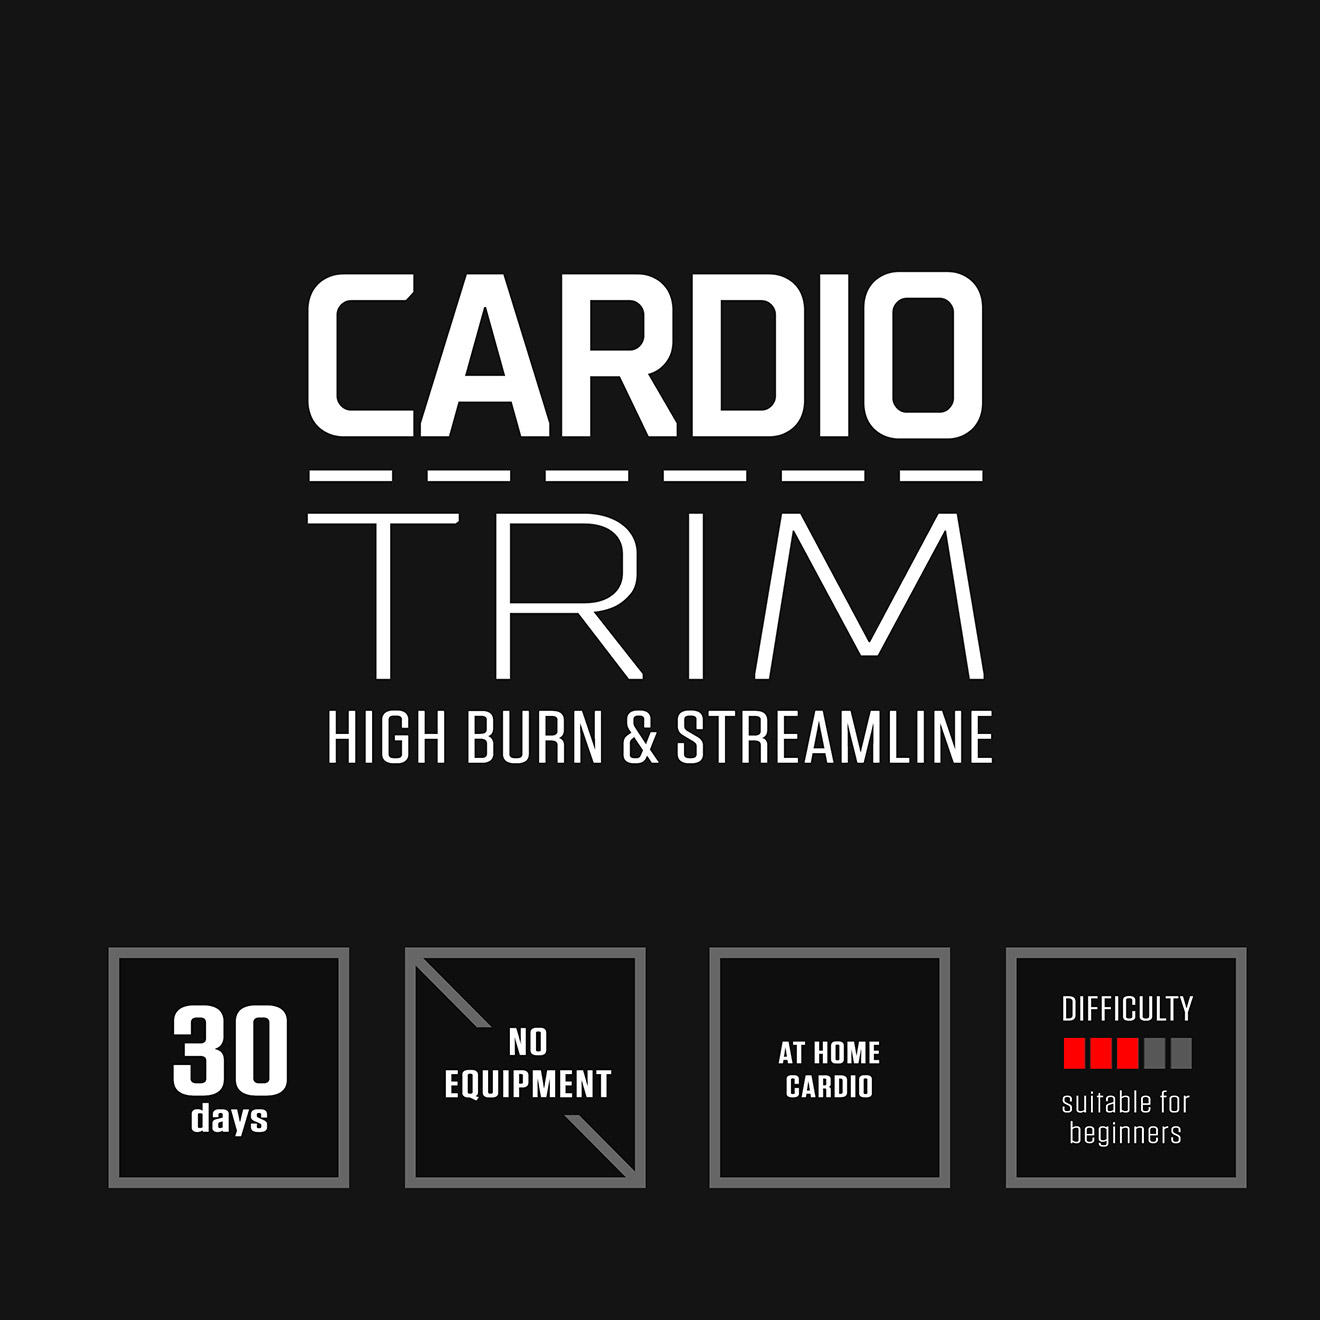 CARDIO
TRIM
HIGH BURN & STREAMLINE
30
days
NO
EQUIPMENT
AT HOME
CARDIO
DIFFICULTY
suitable for
beginners